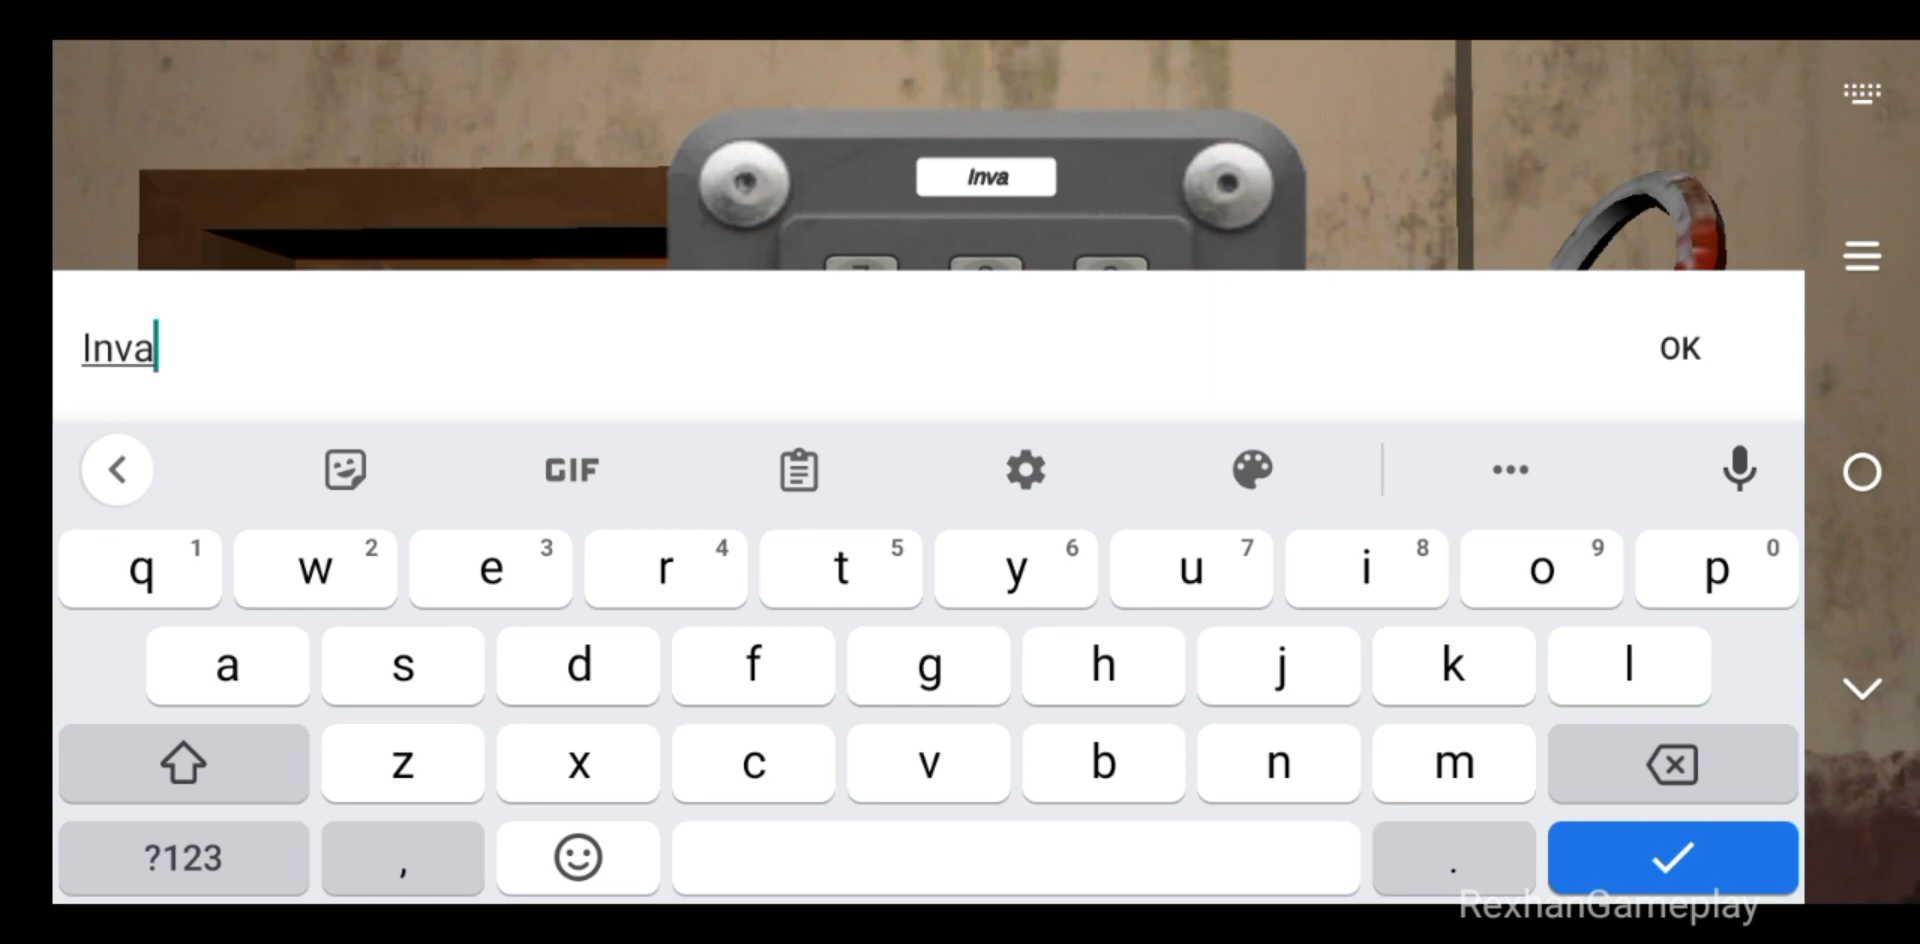 Inva
Inva
OK
GIF
q 1 w 2 e 3 r 4 t 5 y 6 u 7 i 8 o 9 p 0
a s d f g h j k l
z x c v b n m
?123 , .
RexhanGameplay